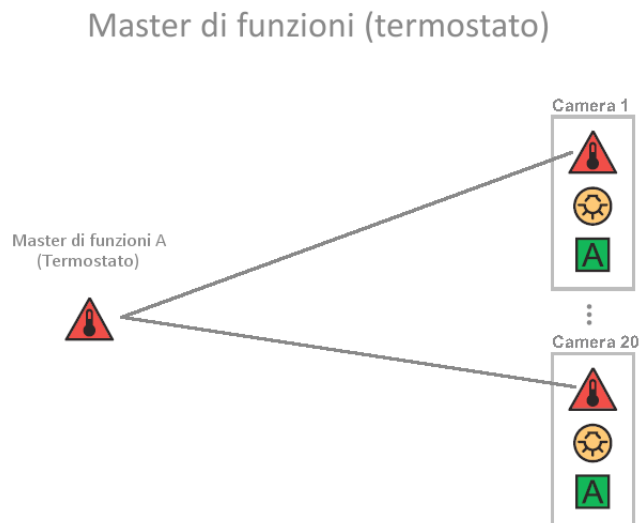 Master di funzioni (termostato)
Camera 1
A
Master di funzioni A
(Termostato)
Camera 20
A